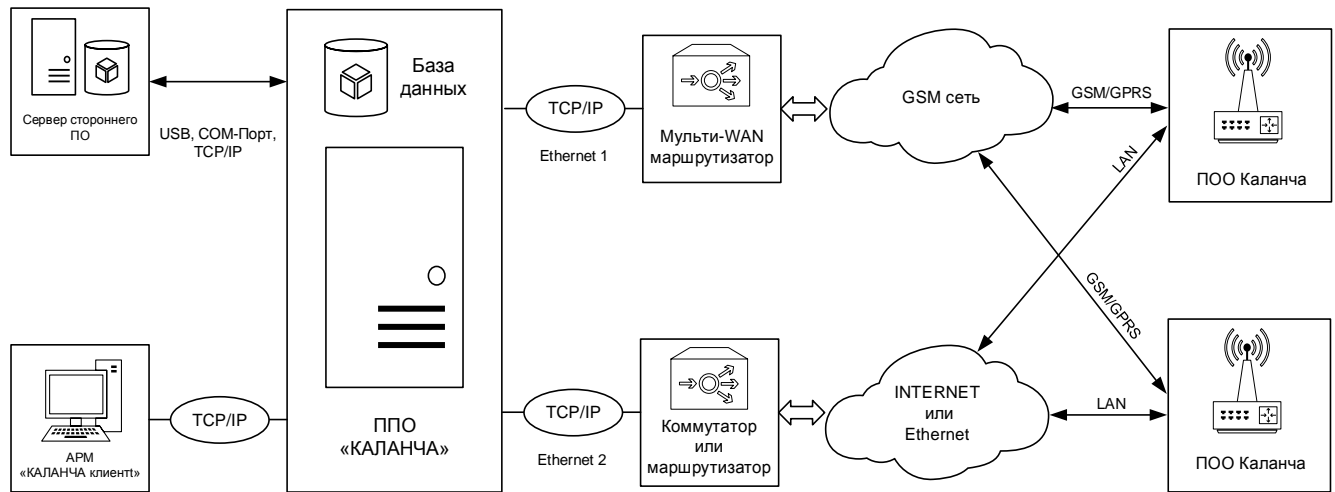 Сервер стороннего
ПО
USB, COM-Порт,
TCP/IP
База
данных
TCP/IP
Ethernet 1
Мульти-WAN
маршрутизатор
GSM сеть
GSM/GPRS
LAN
ПОО Каланча
АРМ
«КАЛАНЧА клиентt»
TCP/IP
ППО
«КАЛАНЧА»
TCP/IP
Ethernet 2
Коммутатор
или
маршрутизатор
INTERNET
или
Ethernet
GSM/GPRS
LAN
ПОО Каланча